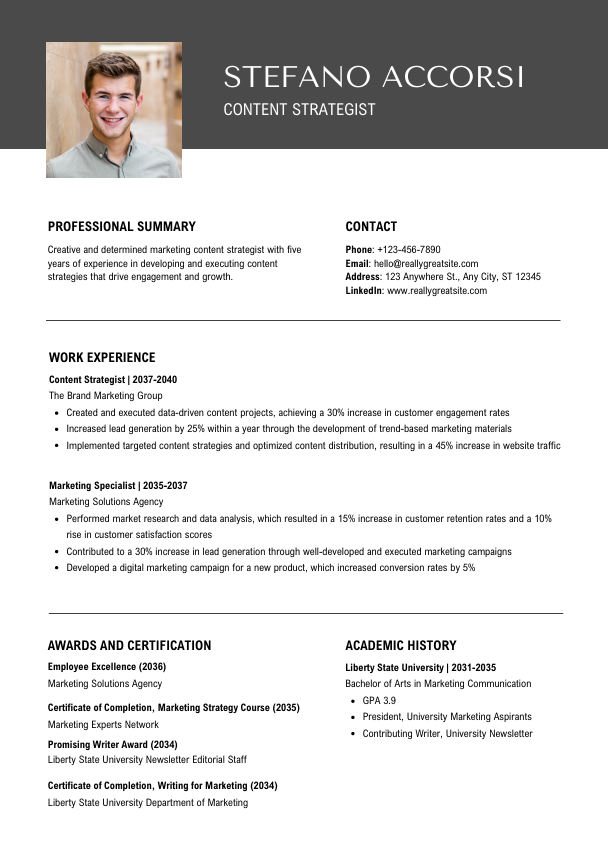 STEFANO ACCORSI
CONTENT STRATEGIST
PROFESSIONAL SUMMARY
Creative and determined marketing content strategist with five
years of experience in developing and executing content
strategies that drive engagement and growth.
CONTACT
Phone: +123-456-7890
Email: hello@reallygreatsite.com
Address: 123 Anywhere St., Any City, ST 12345
LinkedIn: www.reallygreatsite.com
WORK EXPERIENCE
Content Strategist | 2037-2040
The Brand Marketing Group
• Created and executed data-driven content projects, achieving a 30% increase in customer engagement rates
• Increased lead generation by 25% within a year through the development of trend-based marketing materials
• Implemented targeted content strategies and optimized content distribution, resulting in a 45% increase in website traffic
Marketing Specialist | 2035-2037
Marketing Solutions Agency
• Performed market research and data analysis, which resulted in a 15% increase in customer retention rates and a 10%
rise in customer satisfaction scores
• Contributed to a 30% increase in lead generation through well-developed and executed marketing campaigns
• Developed a digital marketing campaign for a new product, which increased conversion rates by 5%
AWARDS AND CERTIFICATION
Employee Excellence (2036)
Marketing Solutions Agency
Certificate of Completion, Marketing Strategy Course (2035)
Marketing Experts Network
Promising Writer Award (2034)
Liberty State University Newsletter Editorial Staff
Certificate of Completion, Writing for Marketing (2034)
Liberty State University Department of Marketing
ACADEMIC HISTORY
Liberty State University | 2031-2035
Bachelor of Arts in Marketing Communication
• GPA 3.9
• President, University Marketing Aspirants
• Contributing Writer, University Newsletter